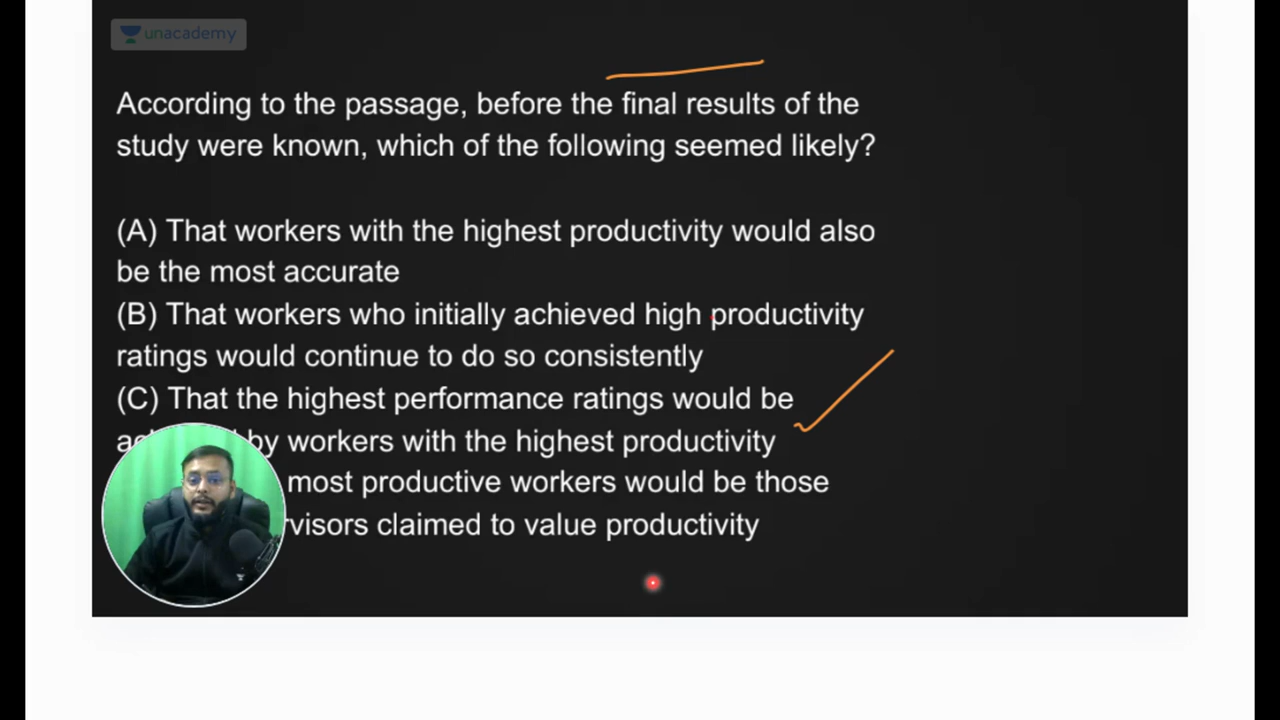 unacademy
According to the passage, before the final results of the
study were known, which of the following seemed likely?
(A) That workers with the highest productivity would also
be the most accurate
(B) That workers who initially achieved high productivity
ratings would continue to do so consistently
(C) That the highest performance ratings would be
by workers with the highest productivity
most productive workers would be those
claimed to value productivity